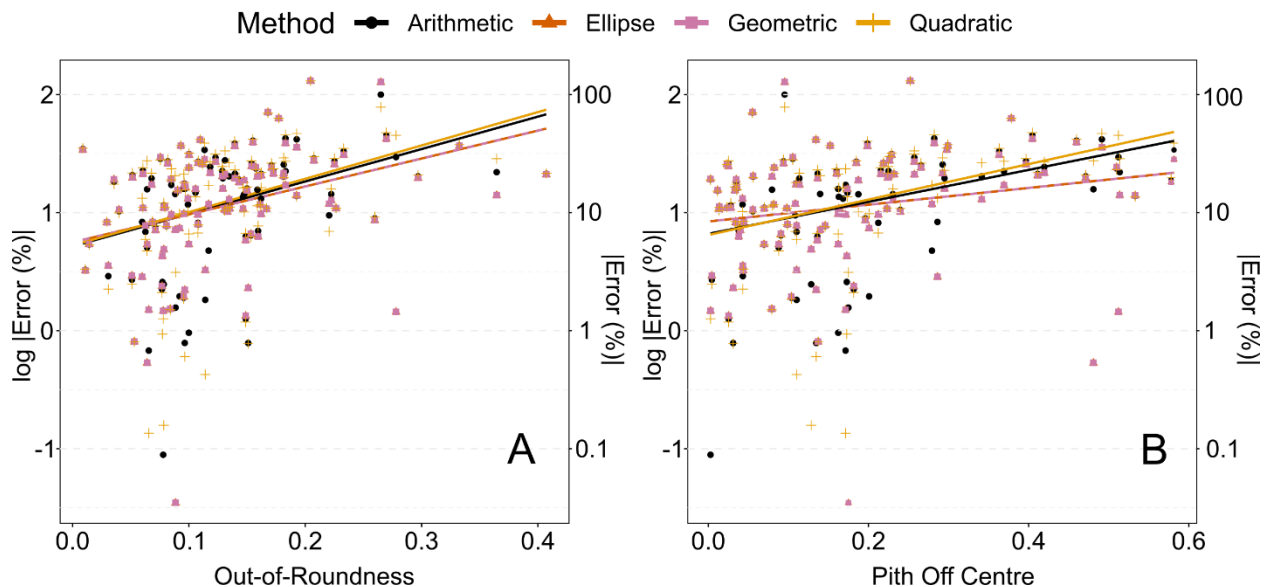 Method Arithmetic Ellipse Geometric Quadratic
log |Error (%)|
2
1
0
-1
100
10
1
0.1
|Error (%)|
A
0.0 0.1 0.2 0.3 0.4
Out-of-Roundness
log |Error (%)|
2
1
0
-1
100
10
1
0.1
|Error (%)|
B
0.0 0.2 0.4 0.6
Pith Off Centre